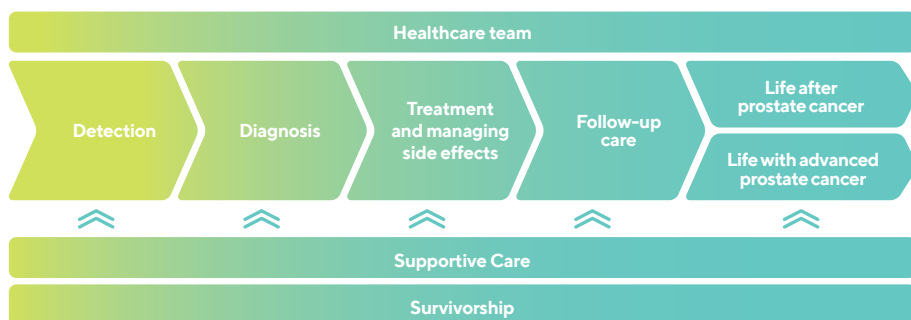 Healthcare team
Detection
Diagnosis
Treatment
and managing
side effects
Follow-up
care
Life after
prostate cancer
Life with advanced
prostate cancer
Supportive Care
Survivorship